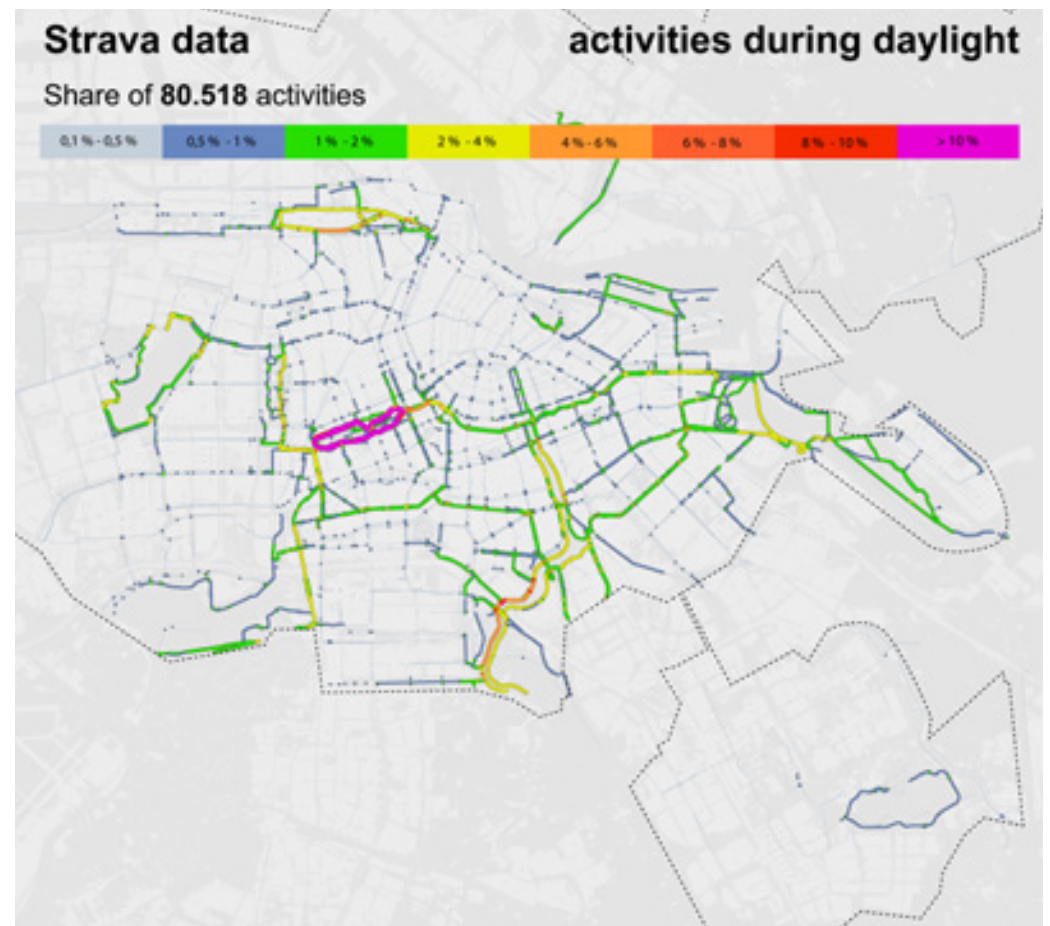 Strava data
activities during daylight
Share of 80.518 activities
0,1 % - 0,5 %
0,5 % - 1 %
1 % - 2 %
2 % - 4 %
4 % - 6 %
6 % - 8 %
8 % - 10 %
> 10 %